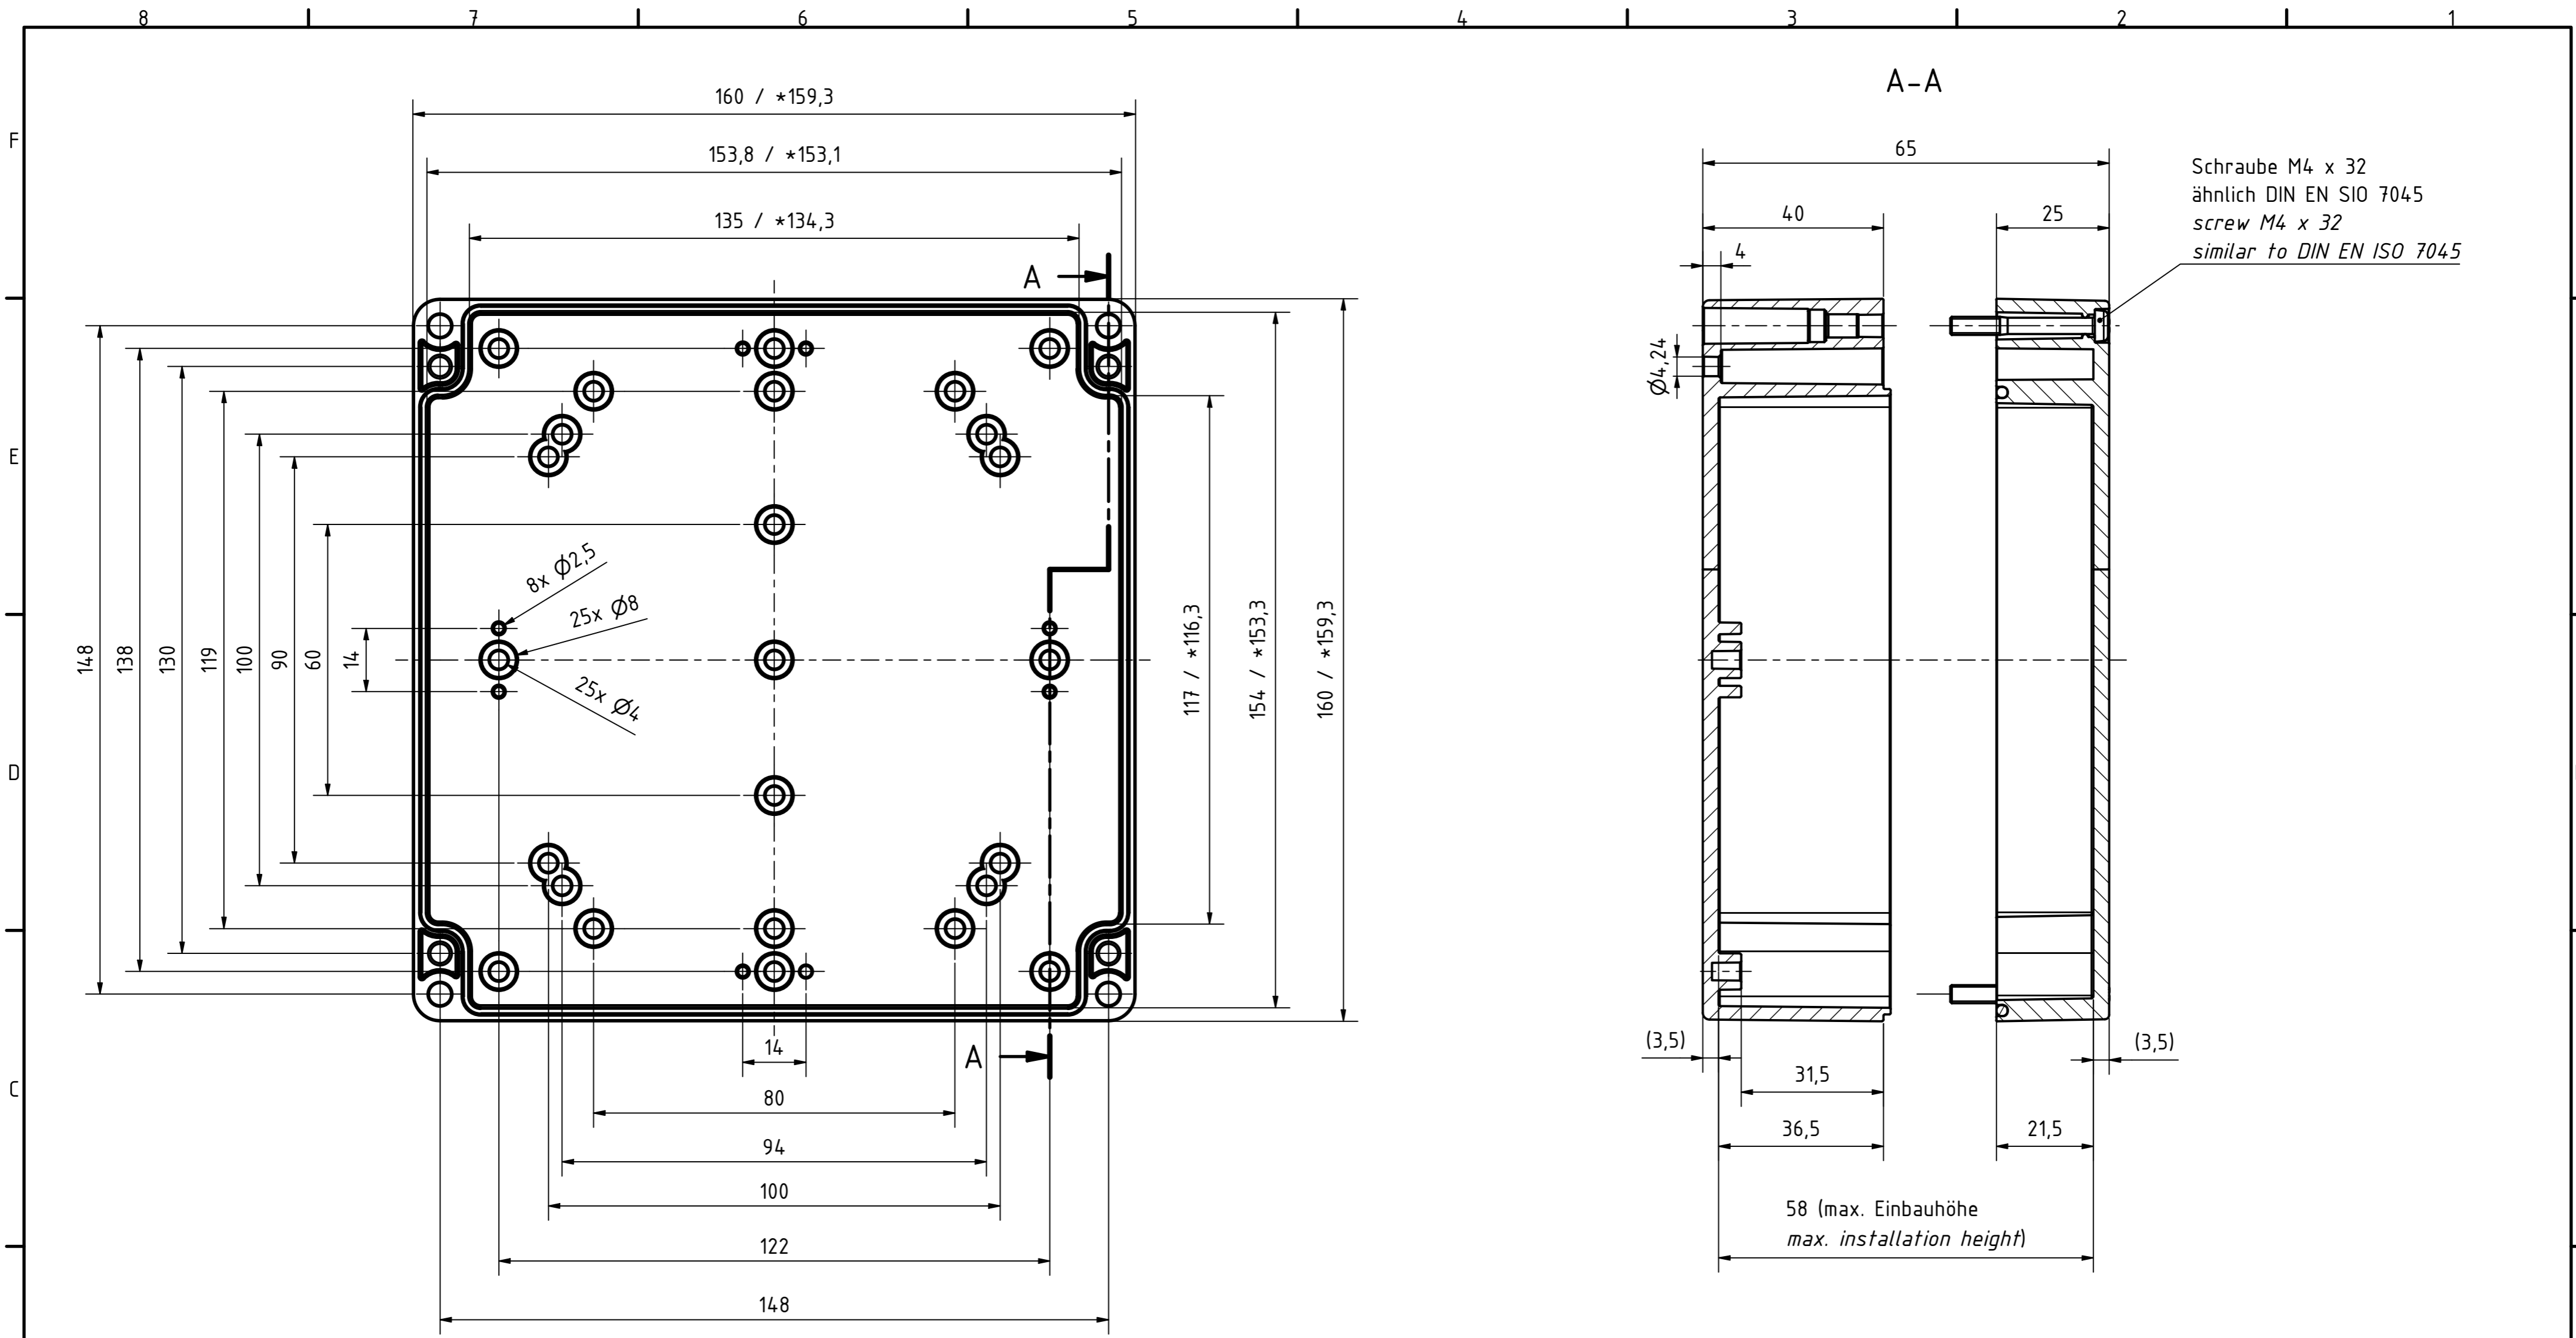 8 7 6 5 4 3 2 1
A-A
160 / *159,3
F
65
153,8 / *153,1
Schraube M4 x 32
ähnlich DIN EN SIO 7045
screw M4 x 32
similar to DIN EN ISO 7045
135 / *134,3
40
25
4
A
Ø4,24
E
8x Ø2,5
25x Ø8
25x Ø4
148
138
130
119
100
90
60
14
117 / *116,3
154 / *153,3
160 / *159,3
D
(3,5)
(3,5)
14
A
31,5
C
80
36,5
21,5
94
100
58 (max. Einbauhöhe
max. installation height)
122
148